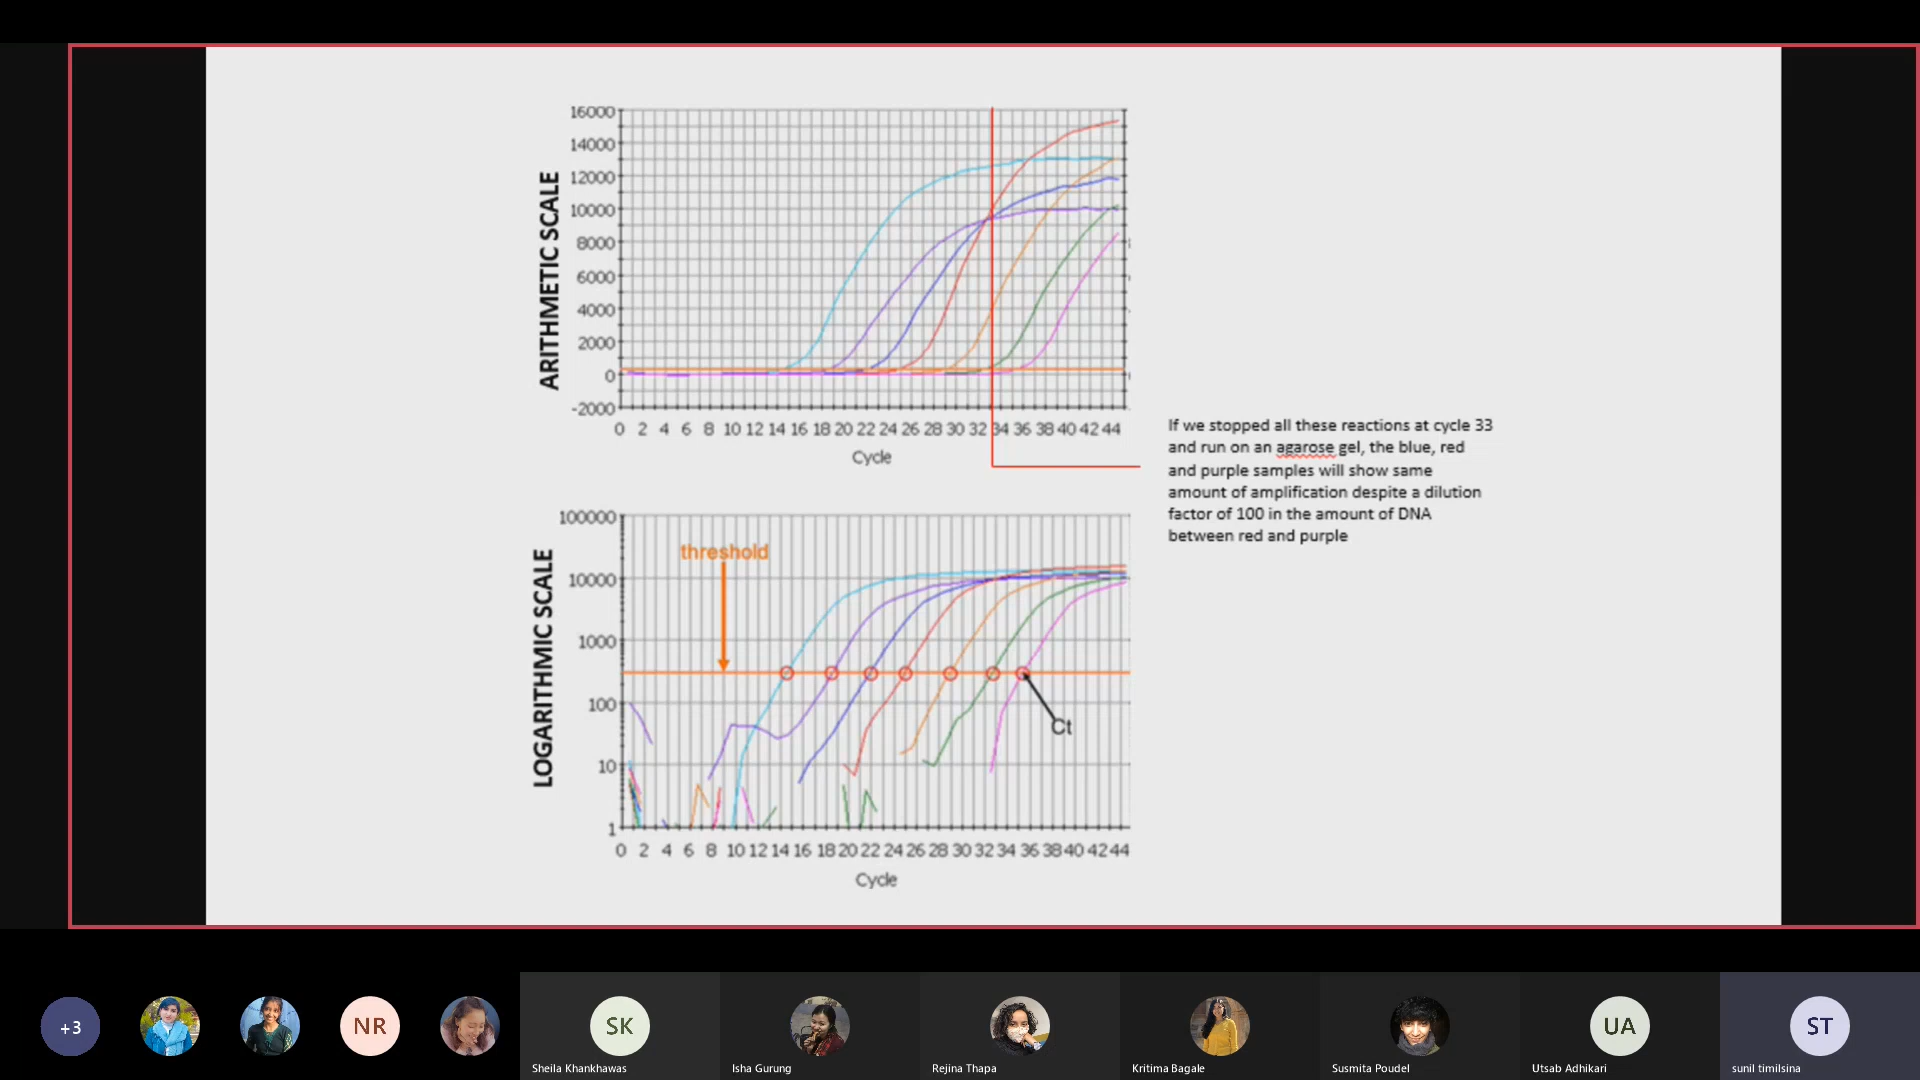 ARITHMETIC SCALE
16000
14000
12000
10000
8000
6000
4000
2000
0
-2000
0 2 4 6 8 10 12 14 16 18 20 22 24 26 28 30 32 34 36 38 40 42 44
Cycle
If we stopped all these reactions at cycle 33
and run on an agarose gel, the blue, red
and purple samples will show same
amount of amplification despite a dilution
factor of 100 in the amount of DNA
between red and purple
LOGARITHMIC SCALE
100000
10000
1000
100
10
1
threshold
Ct
0 2 4 6 8 10 12 14 16 18 20 22 24 26 28 30 32 34 36 38 40 42 44
Cycle
+3
NR
SK
UA
ST
Sheila Khankhawas
Isha Gurung
Rejina Thapa
Kritima Bagale
Susmita Poudel
Utsab Adhikari
sunil timilsina